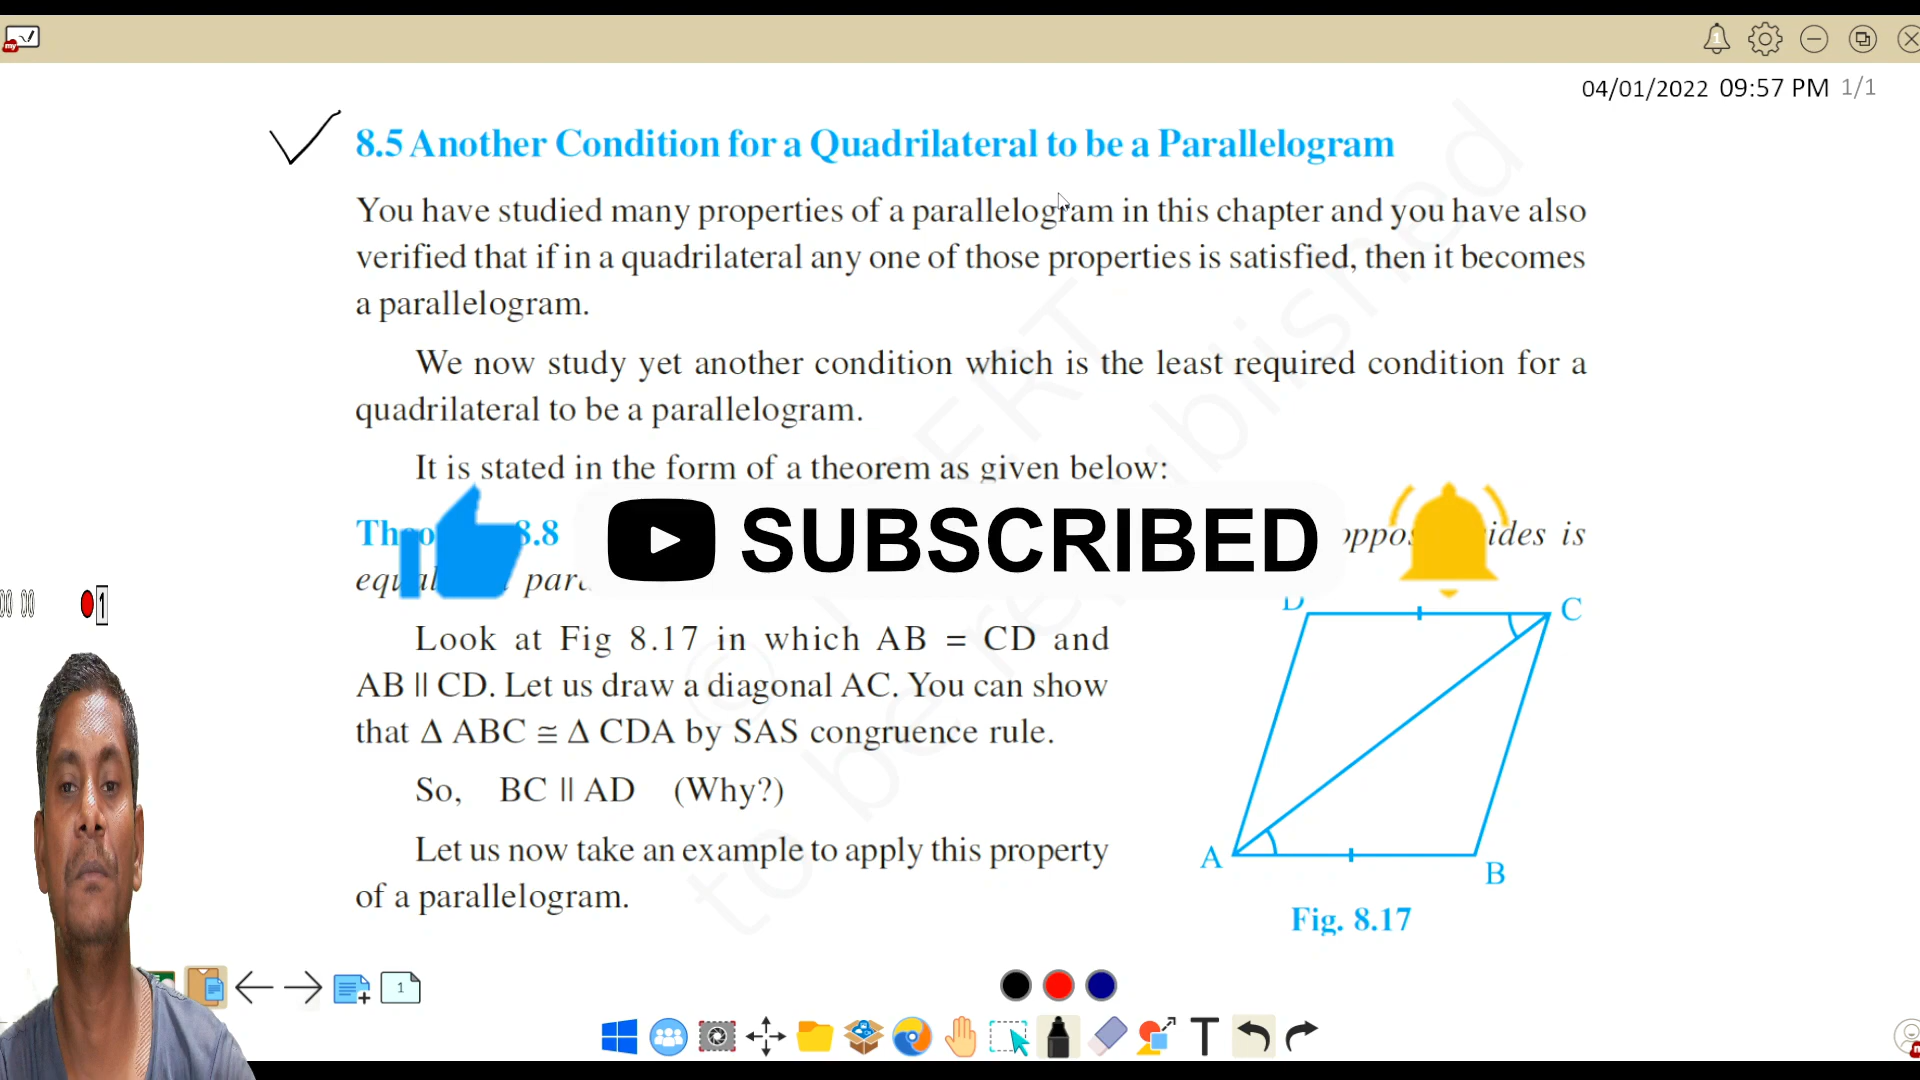 my
1
04/01/2022 09:57 PM 1/1
8.5 Another Condition for a Quadrilateral to be a Parallelogram
You have studied many properties of a parallelogram in this chapter and you have also
verified that if in a quadrilateral any one of those properties is satisfied, then it becomes
a parallelogram.
We now study yet another condition which is the least required condition for a
quadrilateral to be a parallelogram.
It is stated in the form of a theorem as given below:
8.8
SUBSCRIBED
is
Look at Fig 8.17 in which AB = CD and
AB || CD. Let us draw a diagonal AC. You can show
that Δ ABC ≅ Δ CDA by SAS congruence rule.
So, BC || AD (Why?)
Let us now take an example to apply this property
of a parallelogram.
D
C
A
B
Fig. 8.17
1
1
T